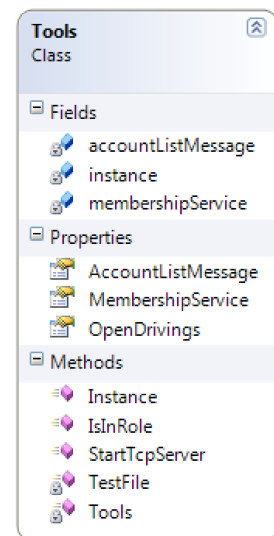 Tools
Class
Fields
accountListMessage
instance
membershipService
Properties
AccountListMessage
MembershipService
OpenDrivings
Methods
Instance
IsInRole
StartTcpServer
TestFile
Tools